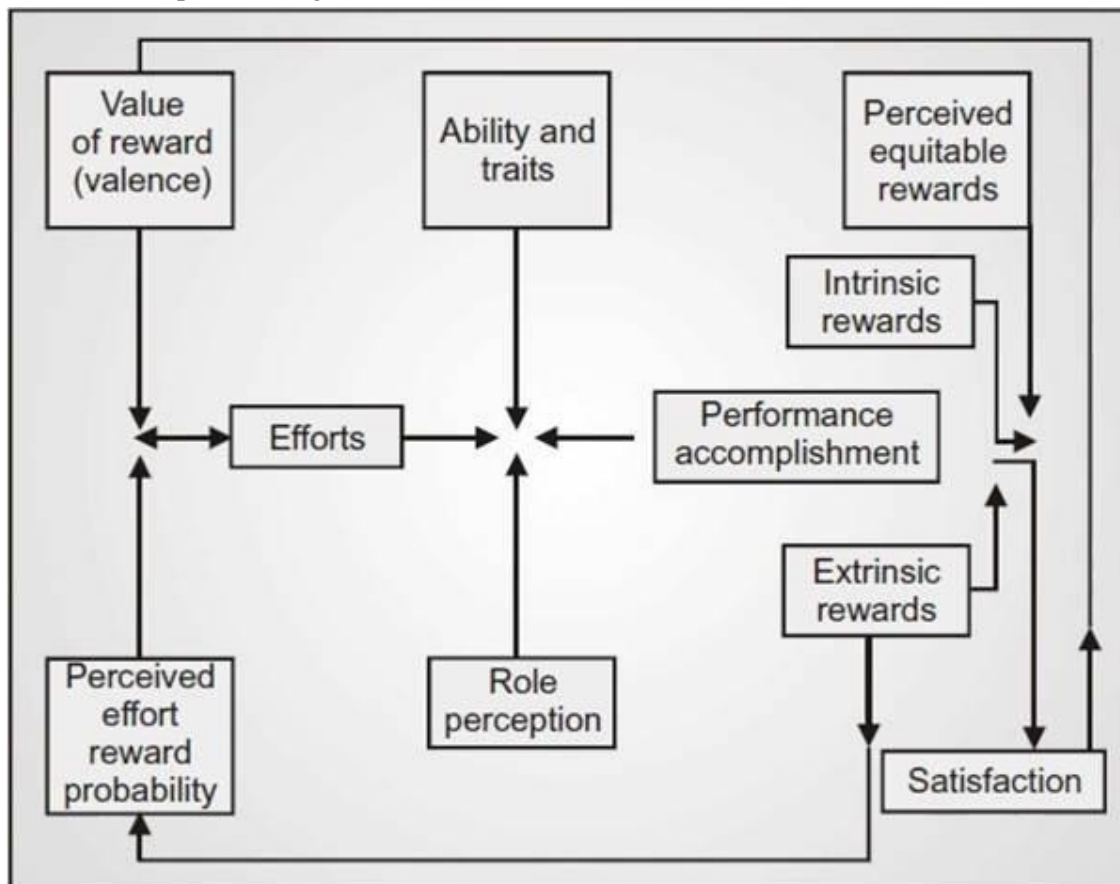 Value
of reward
(valence)
Ability and
traits
Perceived
equitable
rewards
Intrinsic
rewards
Efforts
Performance
accomplishment
Extrinsic
rewards
Perceived
effort
reward
probability
Role
perception
Satisfaction